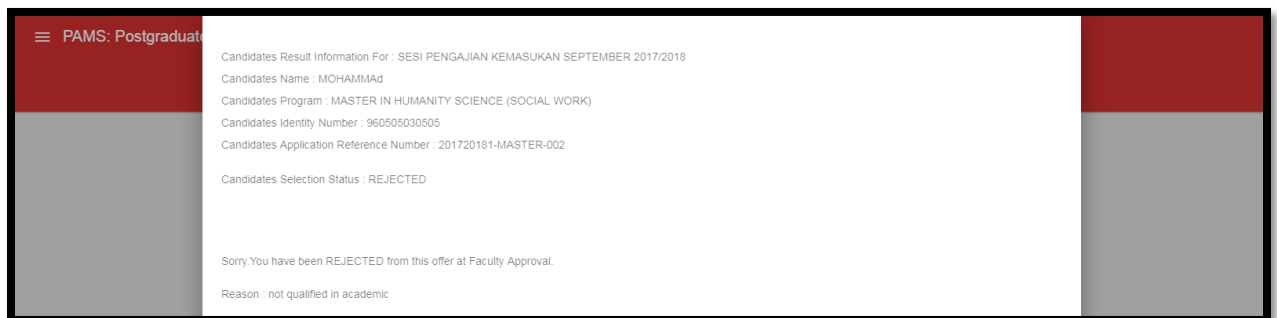 PAMS: Postgraduate
Candidates Result Information For : SESI PENGAJIAN KEMASUKAN SEPTEMBER 2017/2018
Candidates Name : MOHAMMAd
Candidates Program : MASTER IN HUMANITY SCIENCE (SOCIAL WORK)
Candidates Identity Number : 960505030505
Candidates Application Reference Number : 201720181-MASTER-002
Candidates Selection Status : REJECTED
Sorry.You have been REJECTED from this offer at Faculty Approval.
Reason : not qualified in academic